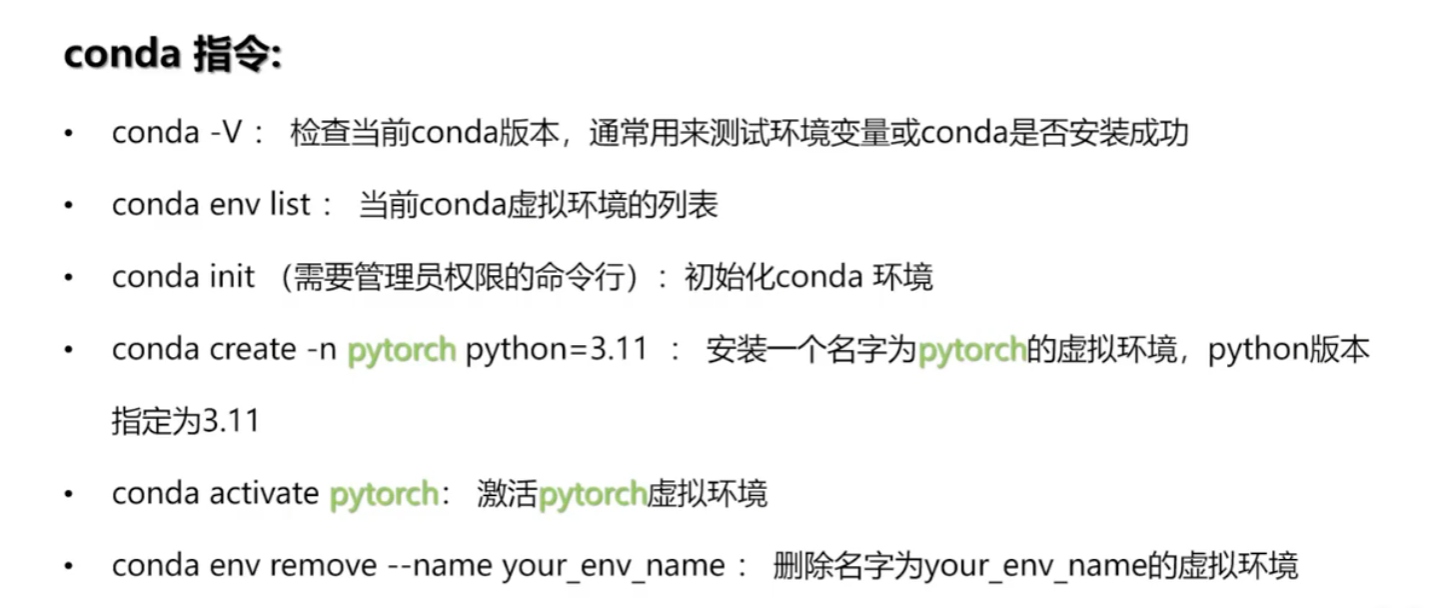 conda 指令:
• conda -V： 检查当前conda版本，通常用来测试环境变量或conda是否安装成功
• conda env list： 当前conda虚拟环境的列表
• conda init （需要管理员权限的命令行）：初始化conda 环境
• conda create -n pytorch python=3.11 ： 安装一个名字为pytorch的虚拟环境，python版本
指定为3.11
• conda activate pytorch： 激活pytorch虚拟环境
• conda env remove --name your_env_name： 删除名字为your_env_name的虚拟环境